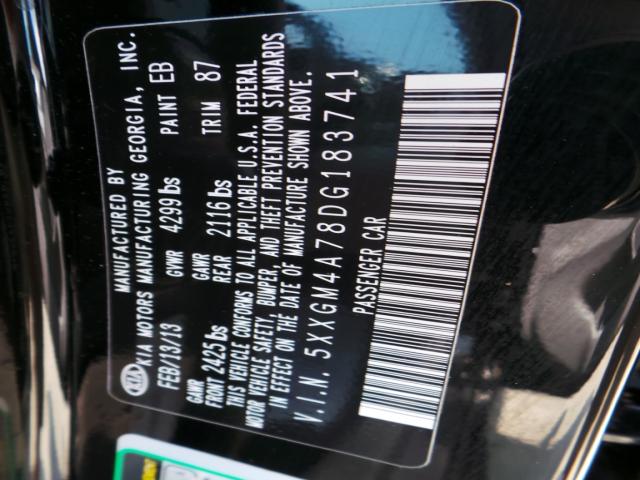 MANUFACTURED BY
KIA KIA MOTORS MANUFACTURING GEORGIA, INC.
FEB/13/13 GVWR 4299 lbs PAINT EB
GAWR FRONT 2425 lbs GAWR REAR 2116 lbs TRIM 87
THIS VEHICLE CONFORMS TO ALL APPLICABLE U.S.A. FEDERAL
MOTOR VEHICLE SAFETY, BUMPER, AND THEFT PREVENTION STANDARDS
IN EFFECT ON THE DATE OF MANUFACTURE SHOWN ABOVE.
V.I.N. 5XXGM4A78DG183741
PASSENGER CAR